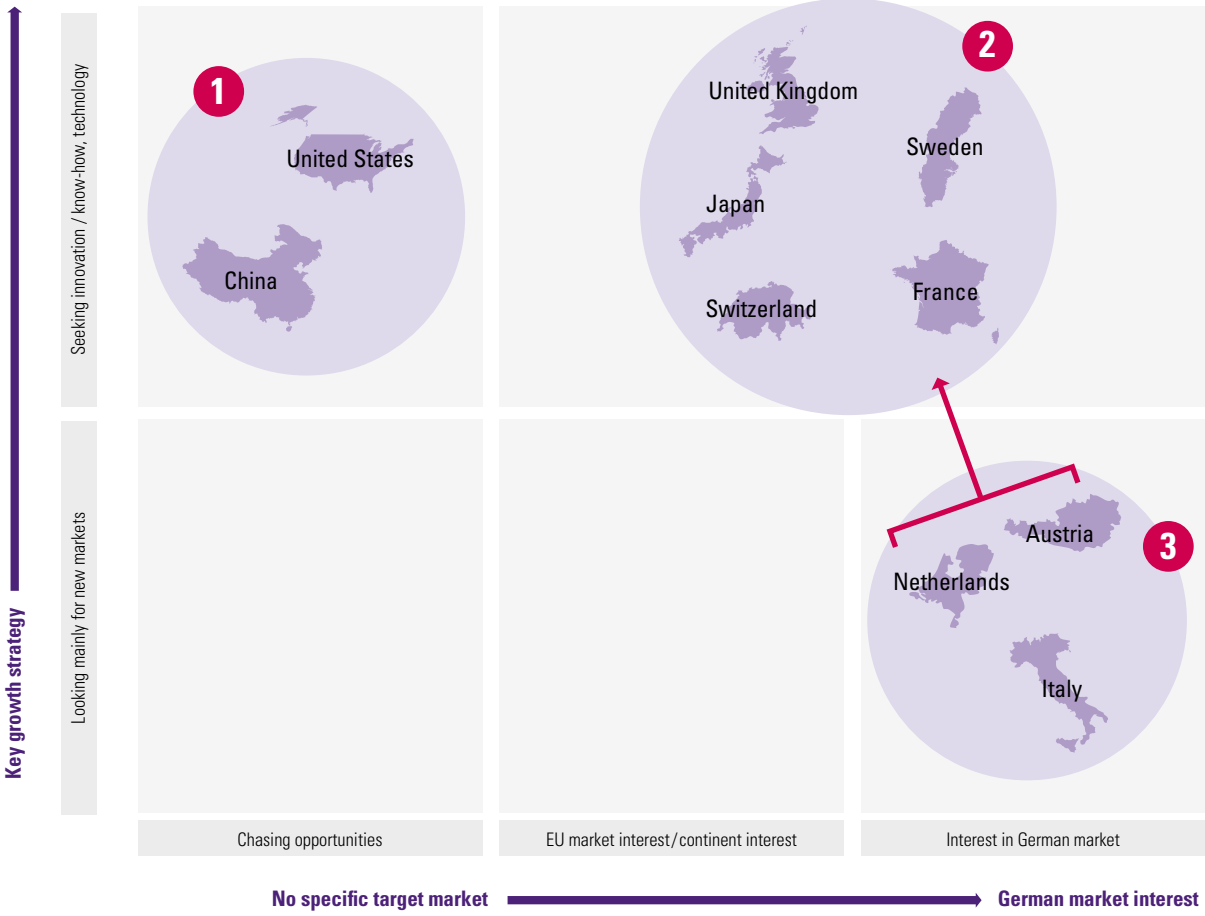 Key growth strategy
Seeking innovation / know-how, technology
Looking mainly for new markets
1
United States
China
2
United Kingdom
Sweden
Japan
Switzerland
France
3
Austria
Netherlands
Italy
Chasing opportunities
EU market interest/continent interest
Interest in German market
No specific target market
German market interest